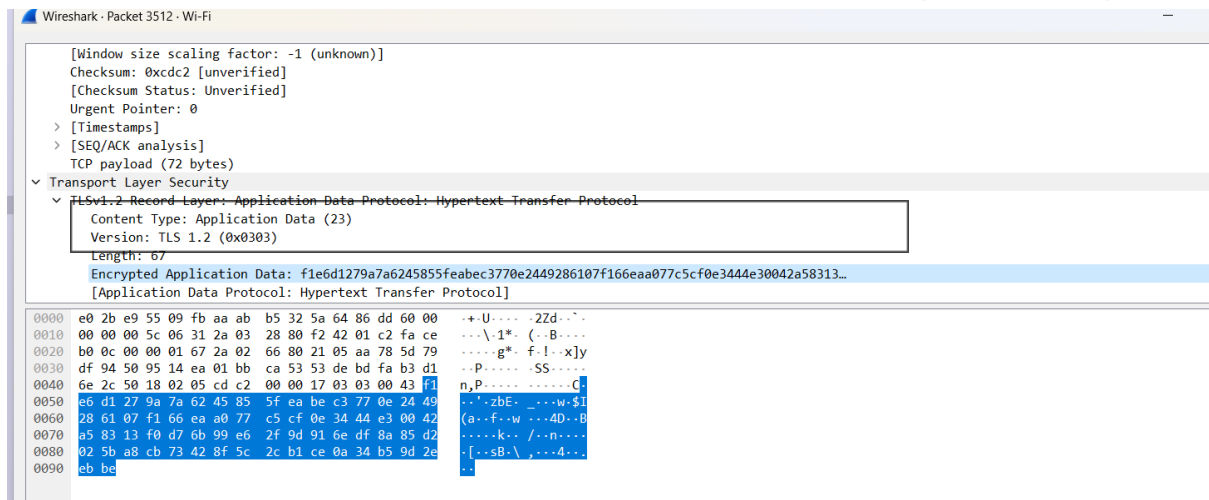 Wireshark · Packet 3512 · Wi-Fi
[Window size scaling factor: -1 (unknown)]
Checksum: 0xcdc2 [unverified]
[Checksum Status: Unverified]
Urgent Pointer: 0
[Timestamps]
[SEQ/ACK analysis]
TCP payload (72 bytes)
Transport Layer Security
TLSv1.2 Record Layer: Application Data Protocol: Hypertext Transfer Protocol
Content Type: Application Data (23)
Version: TLS 1.2 (0x0303)
Length: 67
Encrypted Application Data: f1e6d1279a7a6245855feabec3770e2449286107f166eaa077c5cf0e3444e30042a58313…
[Application Data Protocol: Hypertext Transfer Protocol]
0000 e0 2b e9 55 09 fb aa ab b5 32 5a 64 86 dd 60 00 ·+·U···· ·2Zd··`·
0010 00 00 00 5c 06 31 2a 03 28 80 f2 42 01 c2 fa ce ···\·1*· (··B····
0020 b0 0c 00 00 01 67 2a 02 66 80 21 05 aa 78 5d 79 ·····g*· f·!··x]y
0030 df 94 50 95 14 ea 01 bb ca 53 53 de bd fa b3 d1 ··P····· ·SS·····
0040 6e 2c 50 18 02 05 cd c2 00 00 17 03 03 00 43 f1 n,P····· ······C·
0050 e6 d1 27 9a 7a 62 45 85 5f ea be c3 77 0e 24 49 ··'·zbE· _···w·$I
0060 28 61 07 f1 66 ea a0 77 c5 cf 0e 34 44 e3 00 42 (a··f··w ···4D··B
0070 a5 83 13 f0 d7 6b 99 e6 2f 9d 91 6e df 8a 85 d2 ·····k·· /··n····
0080 02 5b a8 cb 73 42 8f 5c 2c b1 ce 0a 34 b5 9d 2e ·[··sB·\ ,···4··.
0090 eb be ··